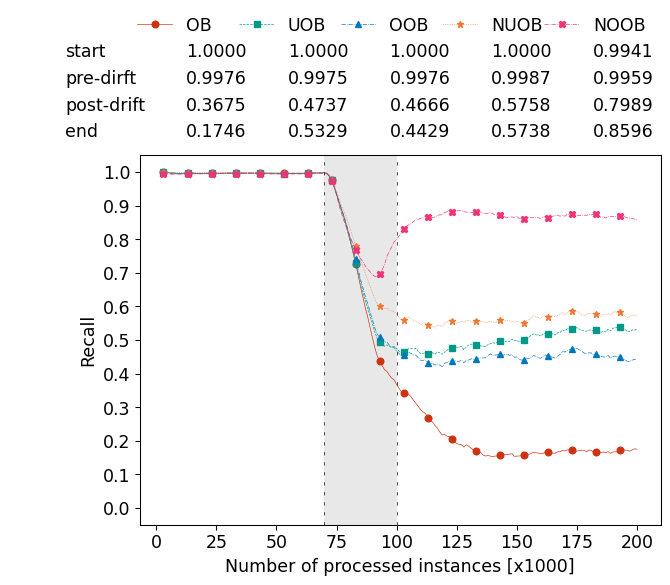 OB UOB OOB NUOB NOOB
start 1.0000 1.0000 1.0000 1.0000 0.9941
pre-dirft 0.9976 0.9975 0.9976 0.9987 0.9959
post-drift 0.3675 0.4737 0.4666 0.5758 0.7989
end 0.1746 0.5329 0.4429 0.5738 0.8596
1.0
0.9
0.8
0.7
0.6
0.5
0.4
0.3
0.2
0.1
0.0
Recall
0 25 50 75 100 125 150 175 200
Number of processed instances [x1000]